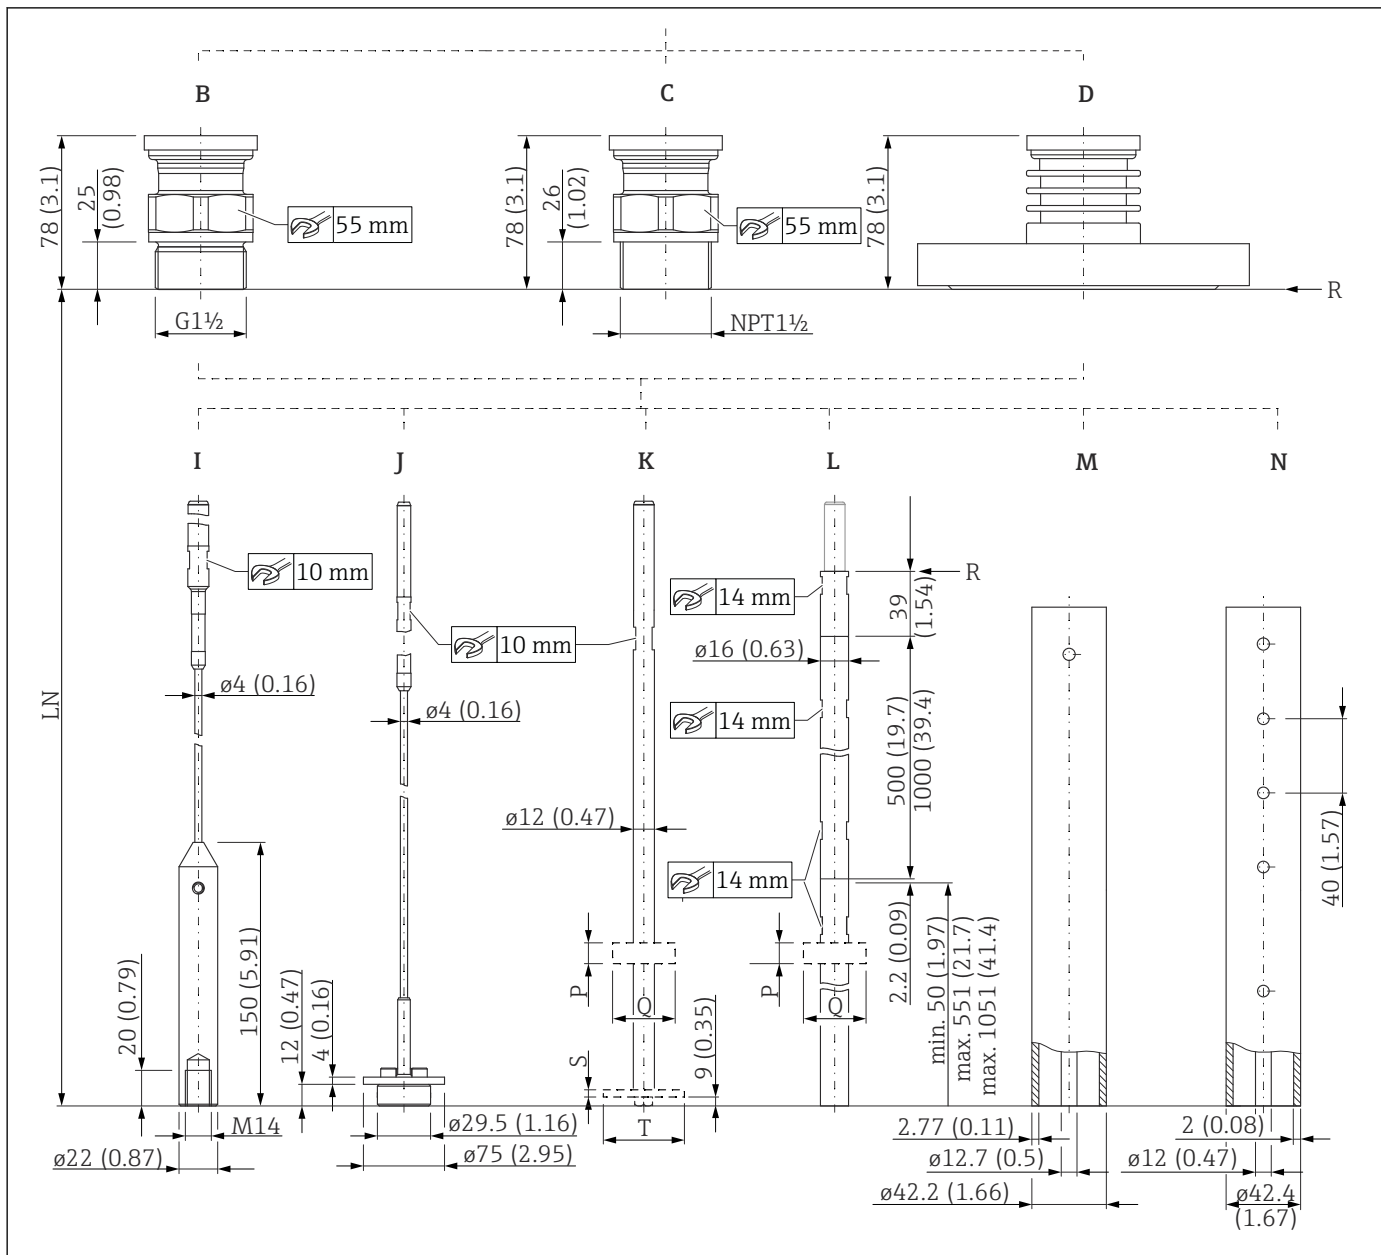 B
C
D
78 (3.1)
25
(0.98)
55 mm
G1½
78 (3.1)
26
(1.02)
55 mm
NPT1½
78 (3.1)
R
LN
I
J
K
L
M
N
10 mm
ø4 (0.16)
20 (0.79)
150 (5.91)
M14
ø22 (0.87)
10 mm
ø4 (0.16)
12 (0.47)
4 (0.16)
ø29.5 (1.16)
ø75 (2.95)
ø12 (0.47)
P
Q
S
T
9 (0.35)
R
14 mm
39
(1.54)
ø16 (0.63)
14 mm
500 (19.7)
1000 (39.4)
14 mm
P
Q
2.2 (0.09)
min. 50 (1.97)
max. 551 (21.7)
max. 1051 (41.4)
2.77 (0.11)
ø12.7 (0.5)
ø42.2 (1.66)
40 (1.57)
2 (0.08)
ø12 (0.47)
ø42.4
(1.67)